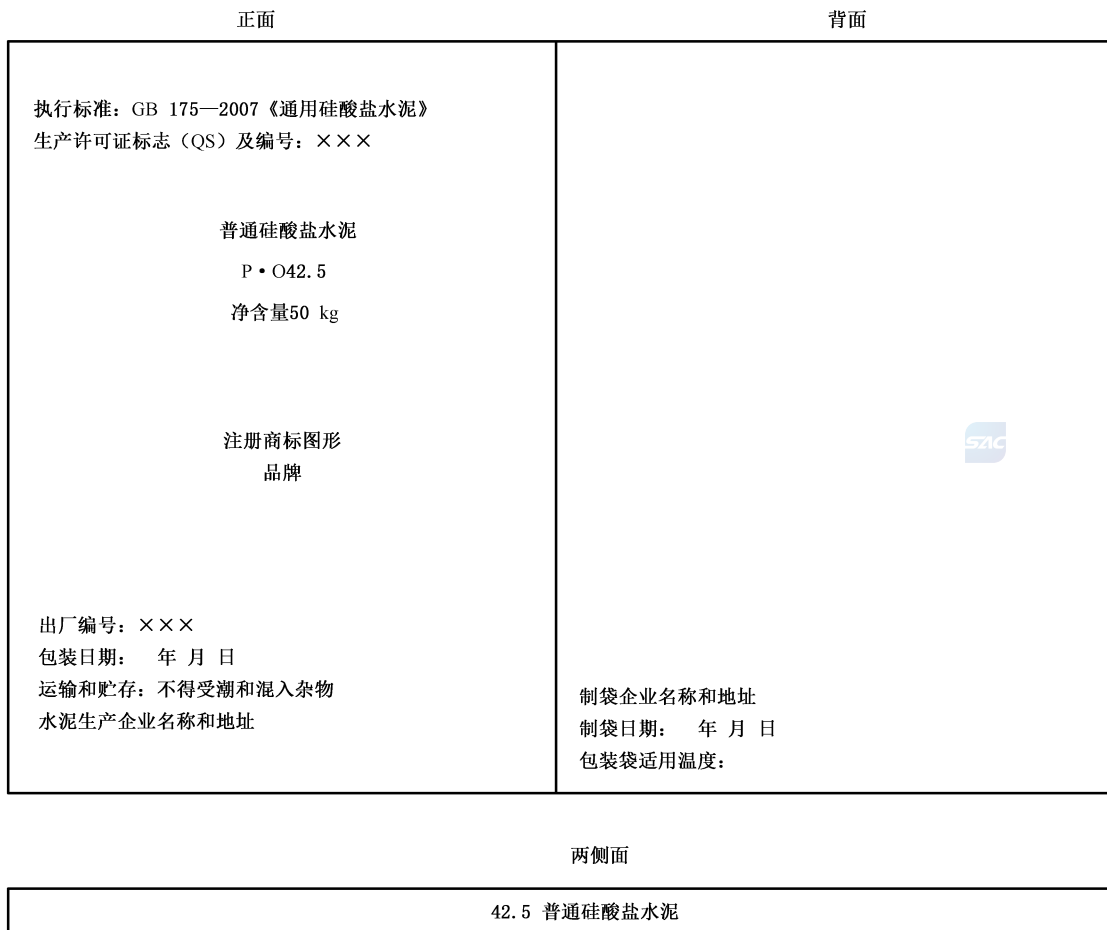 正面
背面
执行标准：GB 175—2007《通用硅酸盐水泥》
生产许可证标志（QS）及编号：×××
普通硅酸盐水泥
P·O42.5
净含量50 kg
注册商标图形
品牌
出厂编号：×××
包装日期： 年 月 日
运输和贮存：不得受潮和混入杂物
水泥生产企业名称和地址
SAC
制袋企业名称和地址
制袋日期： 年 月 日
包装袋适用温度：
两侧面
42.5 普通硅酸盐水泥